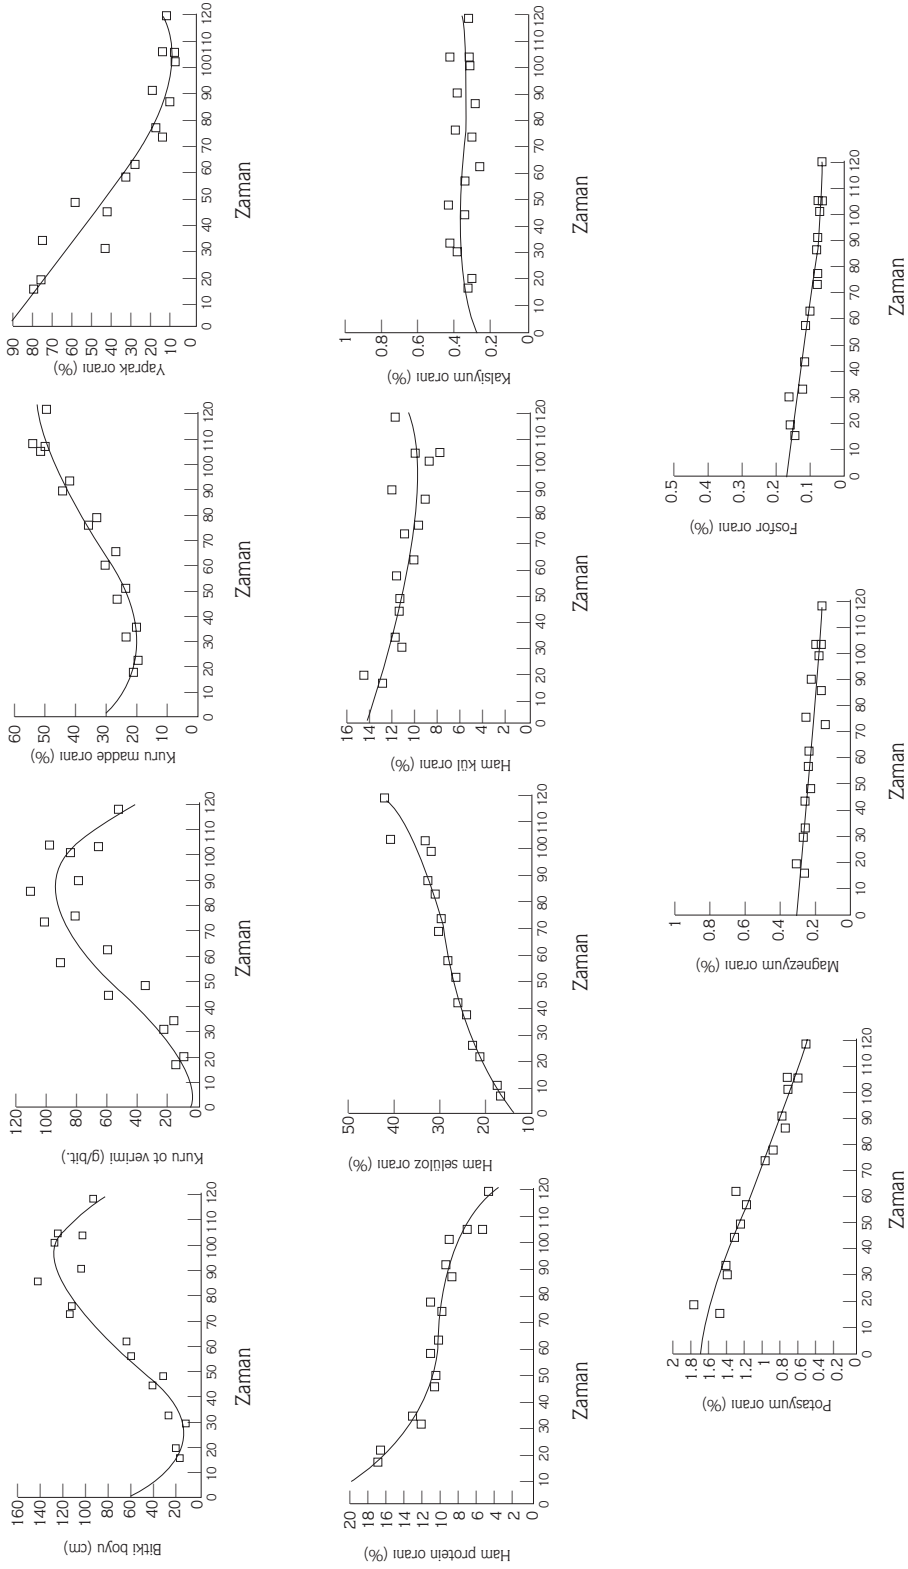 Bitki boyu (cm)
160
140
120
100
80
60
40
20
0
0 10 20 30 40 50 60 70 80 90 100 110 120
Zaman
Kuru ot verimi (g/bit.)
120
100
80
60
40
20
0
0 10 20 30 40 50 60 70 80 90 100 110 120
Zaman
Kuru madde oranı (%)
60
50
40
30
20
10
0
0 10 20 30 40 50 60 70 80 90 100 110 120
Zaman
Yaprak oranı (%)
90
80
70
60
50
40
30
20
10
0
0 10 20 30 40 50 60 70 80 90 100 110 120
Zaman
Ham protein oranı (%)
20
18
16
14
12
10
8
6
4
2
0
0 10 20 30 40 50 60 70 80 90 100 110 120
Zaman
Ham selüloz oranı (%)
50
40
30
20
10
0 10 20 30 40 50 60 70 80 90 100 110 120
Zaman
Ham kül oranı (%)
16
14
12
10
8
6
4
2
0
0 10 20 30 40 50 60 70 80 90 100 110 120
Zaman
Kalsiyum oranı (%)
1
0.8
0.6
0.4
0.2
0
0 10 20 30 40 50 60 70 80 90 100 110 120
Zaman
Potasyum oranı (%)
2
1.8
1.6
1.4
1.2
1
0.8
0.6
0.4
0.2
0
0 10 20 30 40 50 60 70 80 90 100 110 120
Zaman
Magnezyum oranı (%)
1
0.8
0.6
0.4
0.2
0
0 10 20 30 40 50 60 70 80 90 100 110 120
Zaman
Fosfor oranı (%)
0.5
0.4
0.3
0.2
0.1
0
0 10 20 30 40 50 60 70 80 90 100 110 120
Zaman